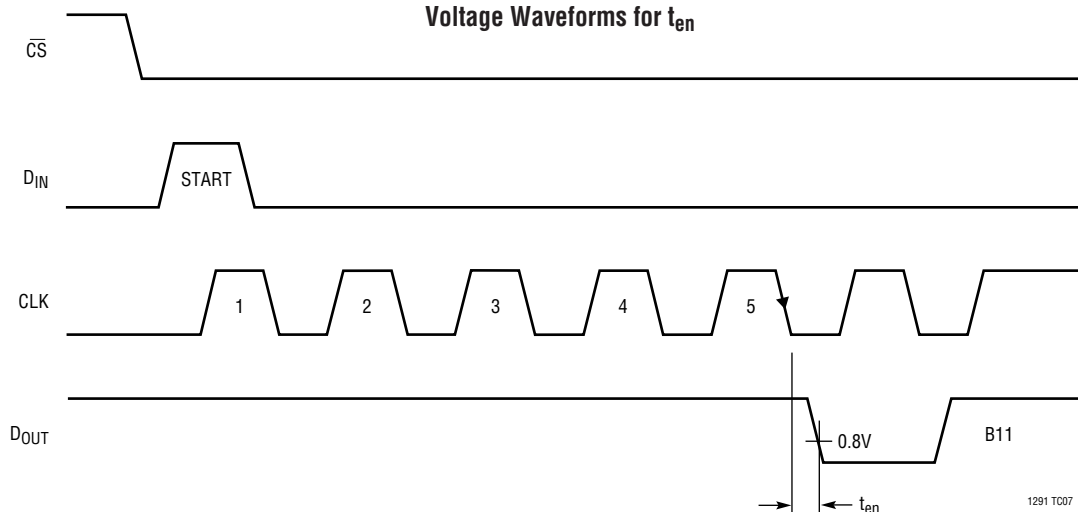 Voltage Waveforms for ten
C̅S̅
DIN
START
CLK
1 2 3 4 5
DOUT
0.8V
B11
ten
1291 TC07